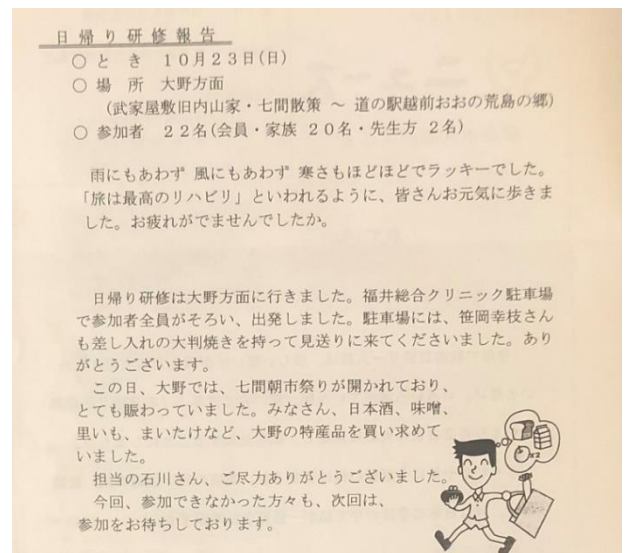 日帰り研修報告
○ とき 10月23日(日)
○ 場 所 大野方面
(武家屋敷旧内山家・七間散策 ~ 道の駅越前おおの荒島の郷)
○ 参加者 22名(会員・家族 20名・先生方 2名)
雨にもあわず 風にもあわず 寒さもほどほどでラッキーでした。
「旅は最高のリハビリ」といわれるように、皆さんお元気に歩きま
した。お疲れがでませんでしたか。
日帰り研修は大野方面に行きました。福井総合クリニック駐車場
で参加者全員がそろい、出発しました。駐車場には、笹岡幸枝さん
も差し入れの大判焼きを持って見送りに来てくださいました。あり
がとうございます。
この日、大野では、七間朝市祭りが開かれており、
とても賑わっていました。みなさん、日本酒、味噌、
里いも、まいたけなど、大野の特産品を買い求めて
いました。
担当の石川さん、ご尽力ありがとうございました。
今回、参加できなかった方々も、次回は、
参加をお待ちしております。